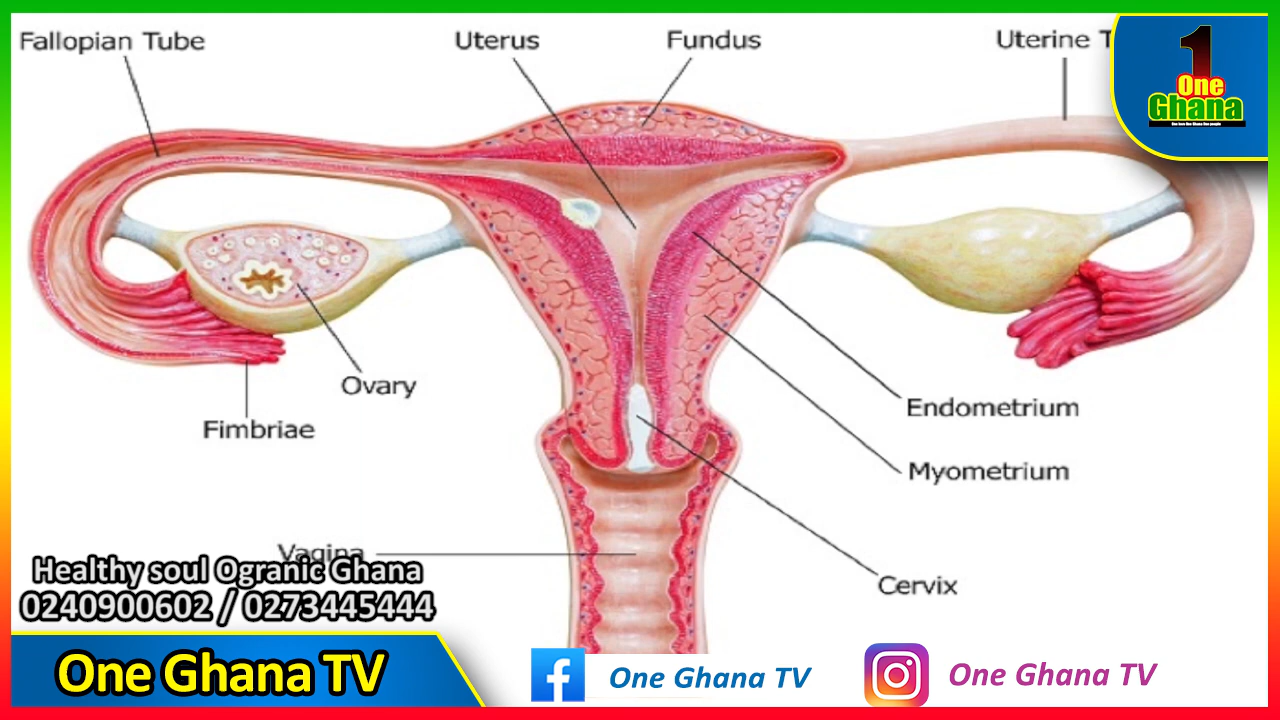 Fallopian Tube
Uterus
Fundus
Uterine T
1
One
Ghana
Ovary
Fimbriae
Endometrium
Myometrium
Vagina
Cervix
Healthy soul Ogranic Ghana
0240900602 / 0273445444
One Ghana TV
One Ghana TV
One Ghana TV